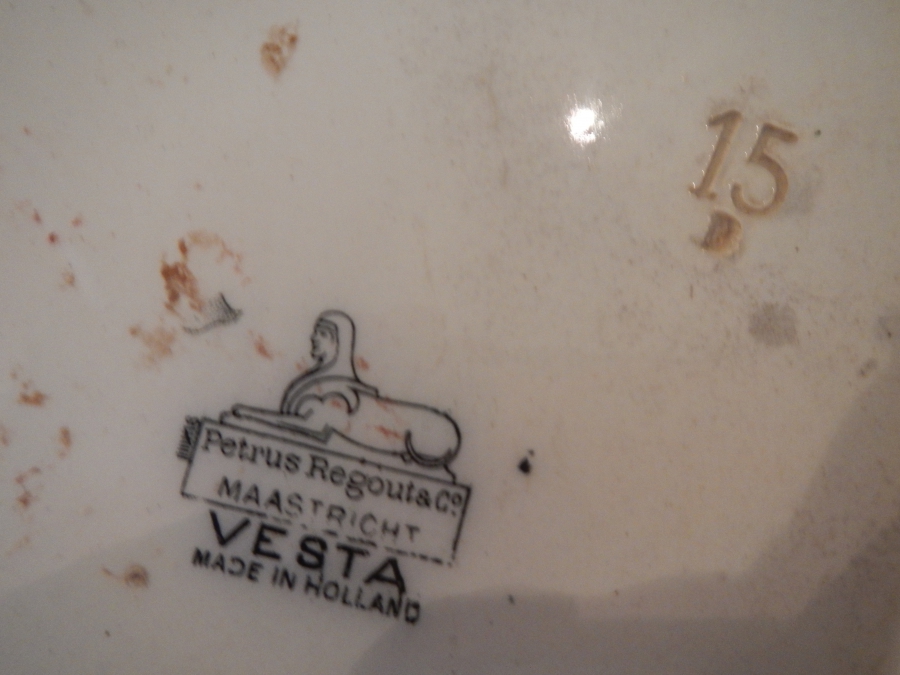 15
B
Petrus Regout & Co.
MAASTRICHT
VESTA
MADE IN HOLLAND